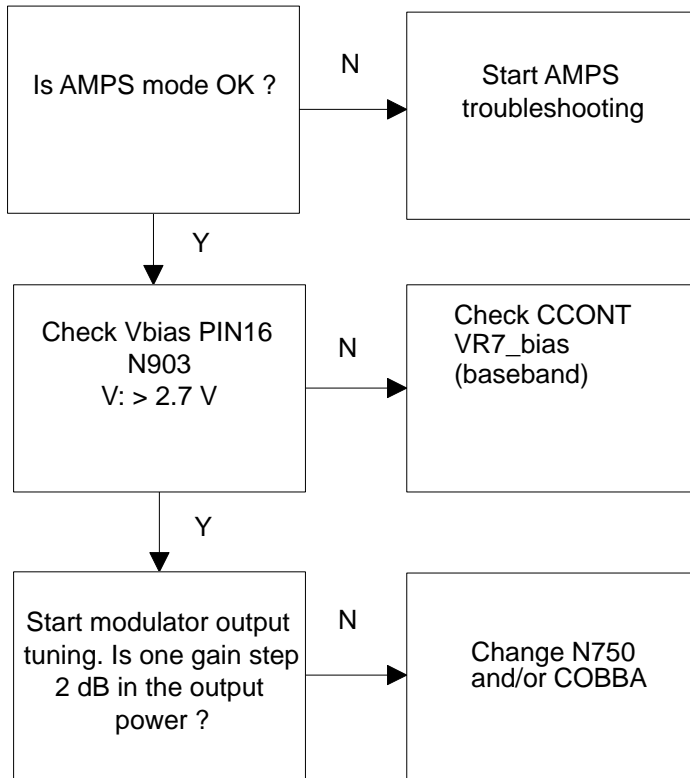 Is AMPS mode OK ?
N
Start AMPS
troubleshooting
Y
Check Vbias PIN16
N903
V: > 2.7 V
N
Check CCONT
VR7_bias
(baseband)
Y
Start modulator output
tuning. Is one gain step
2 dB in the output
power ?
N
Change N750
and/or COBBA